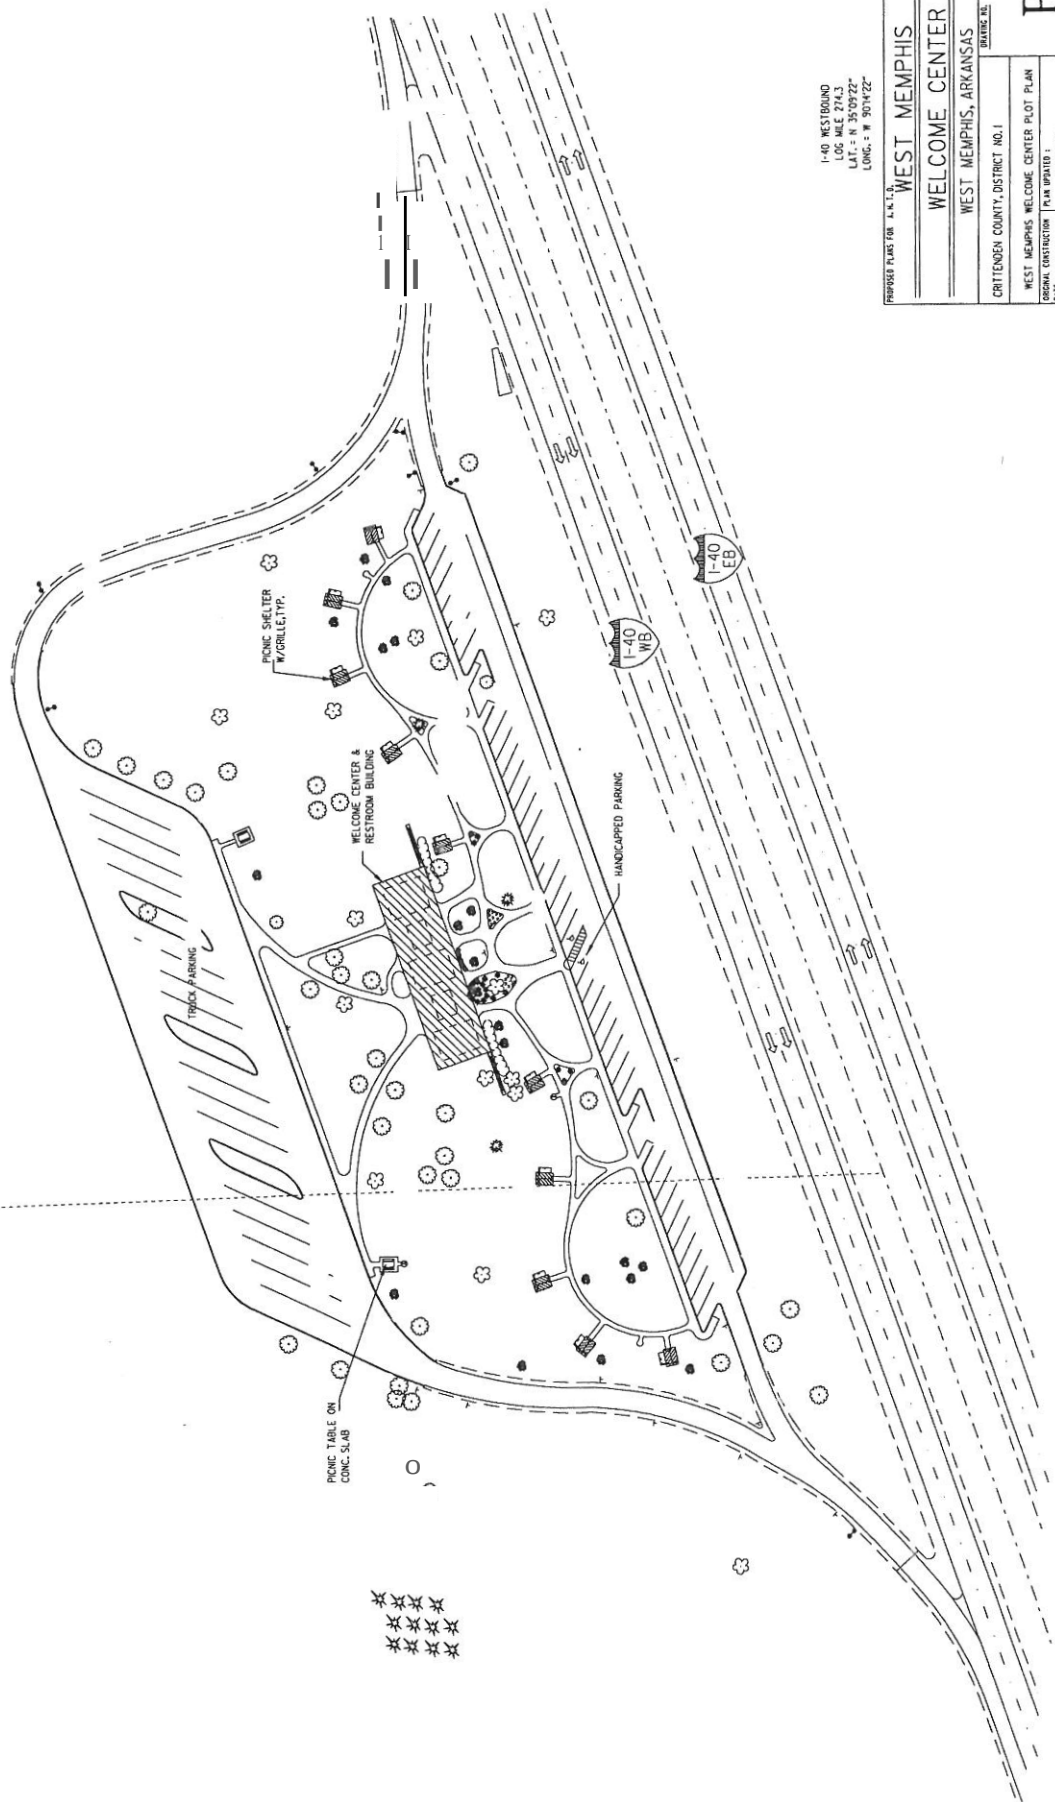 I-40 WESTBOUND
LOG MILE 274.3
LAT. = N 35°09'22"
LONG. = W 90°14'22"
PROPOSED PLANS FOR A.H.T.D.
WEST MEMPHIS
WELCOME CENTER
WEST MEMPHIS, ARKANSAS
CRITTENDEN COUNTY, DISTRICT NO. 1
DRAWING NO.
WEST MEMPHIS WELCOME CENTER PLOT PLAN
ORIGINAL CONSTRUCTION
PLAN UPDATED :
PICNIC SHELTER
W/GRILLE, TYP.
WELCOME CENTER &
RESTROOM BUILDING
HANDICAPPED PARKING
TRUCK PARKING
PICNIC TABLE ON
CONC. SLAB
I-40
EB
I-40
WB